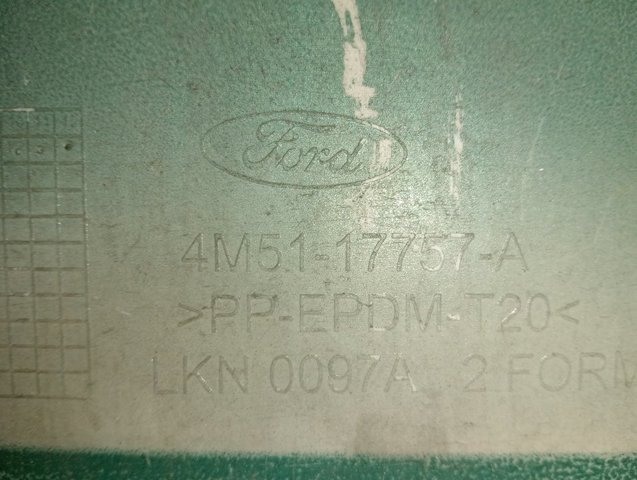 Ford
4M51-17757-A
>PP-EPDM-T20<
LKN 0097A 2 FORM